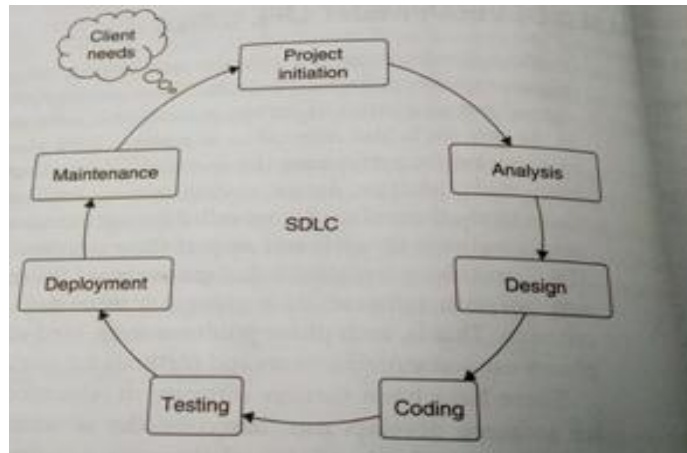 Client
needs
Project
initiation
Analysis
Design
Coding
Testing
Deployment
Maintenance
SDLC